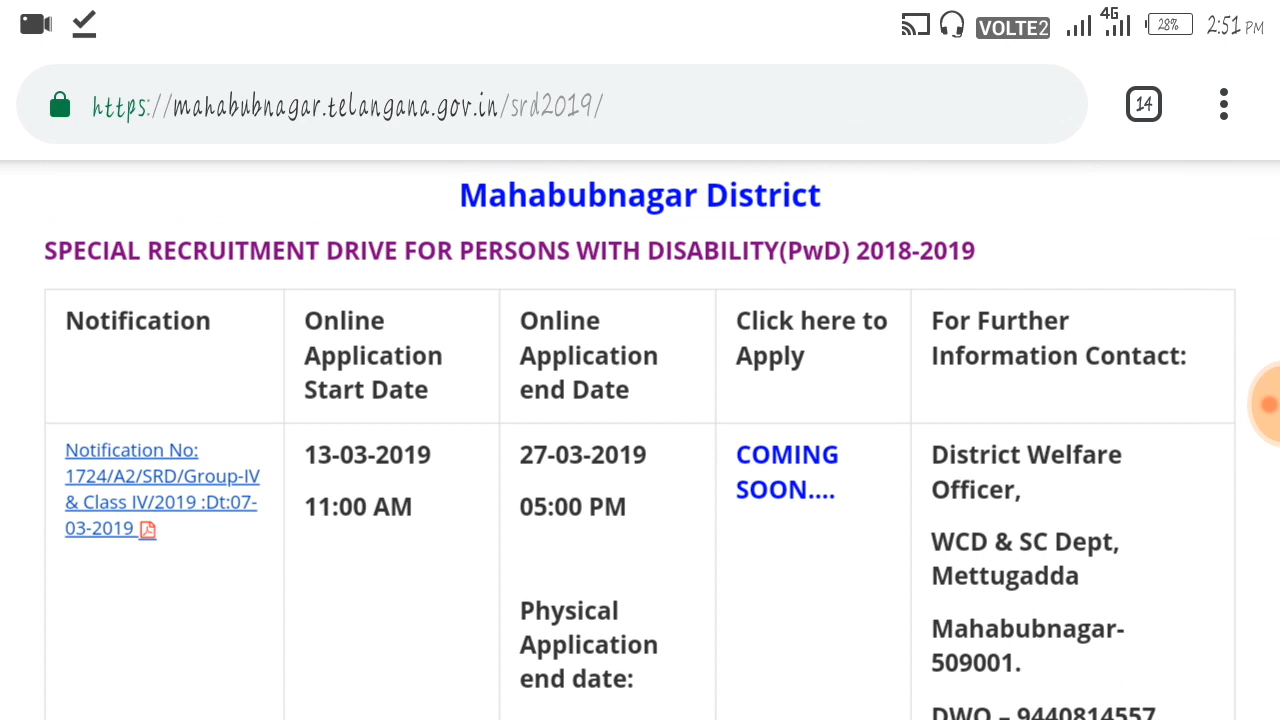 VOLTE2 4G 28% 2:51 PM
https://mahabubnagar.telangana.gov.in/srd2019/
14
Mahabubnagar District
SPECIAL RECRUITMENT DRIVE FOR PERSONS WITH DISABILITY(PwD) 2018-2019
Notification
Online
Application
Start Date
Online
Application
end Date
Click here to
Apply
For Further
Information Contact:
Notification No:
1724/A2/SRD/Group-IV
& Class IV/2019 :Dt:07-
03-2019
13-03-2019
11:00 AM
27-03-2019
05:00 PM
Physical
Application
end date:
COMING
SOON....
District Welfare
Officer,
WCD & SC Dept,
Mettugadda
Mahabubnagar-
509001.
DWO – 9440814557